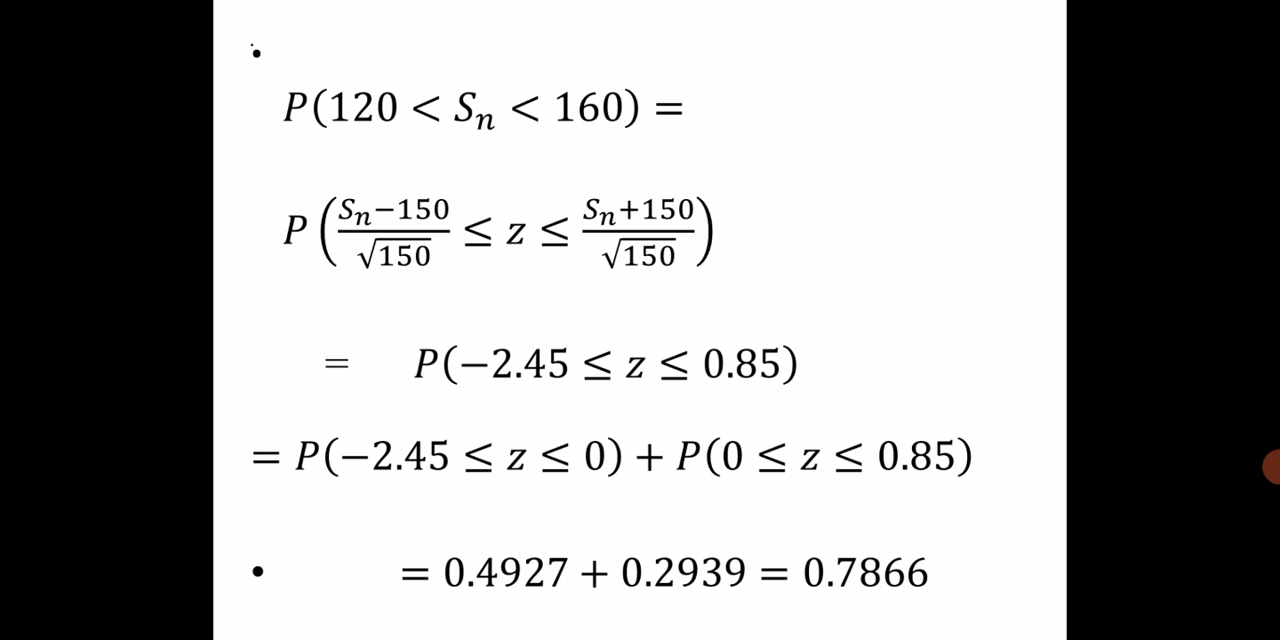 P(120 < Sₙ < 160) =
P((Sₙ−150)/√150 ≤ z ≤ (Sₙ+150)/√150)
= P(−2.45 ≤ z ≤ 0.85)
= P(−2.45 ≤ z ≤ 0) + P(0 ≤ z ≤ 0.85)
• = 0.4927 + 0.2939 = 0.7866